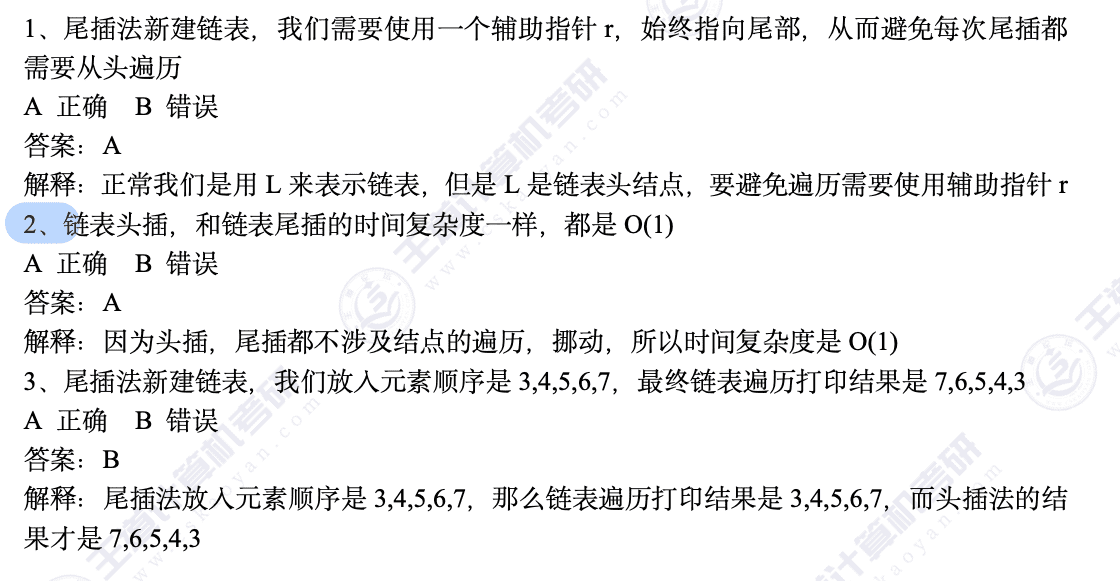 1、尾插法新建链表，我们需要使用一个辅助指针 r，始终指向尾部，从而避免每次尾插都
需要从头遍历
A 正确 B 错误
答案：A
解释：正常我们是用 L 来表示链表，但是 L 是链表头结点，要避免遍历需要使用辅助指针 r
2、链表头插，和链表尾插的时间复杂度一样，都是 O(1)
A 正确 B 错误
答案：A
解释：因为头插，尾插都不涉及结点的遍历，挪动，所以时间复杂度是 O(1)
3、尾插法新建链表，我们放入元素顺序是 3,4,5,6,7，最终链表遍历打印结果是 7,6,5,4,3
A 正确 B 错误
答案：B
解释：尾插法放入元素顺序是 3,4,5,6,7，那么链表遍历打印结果是 3,4,5,6,7，而头插法的结
果才是 7,6,5,4,3